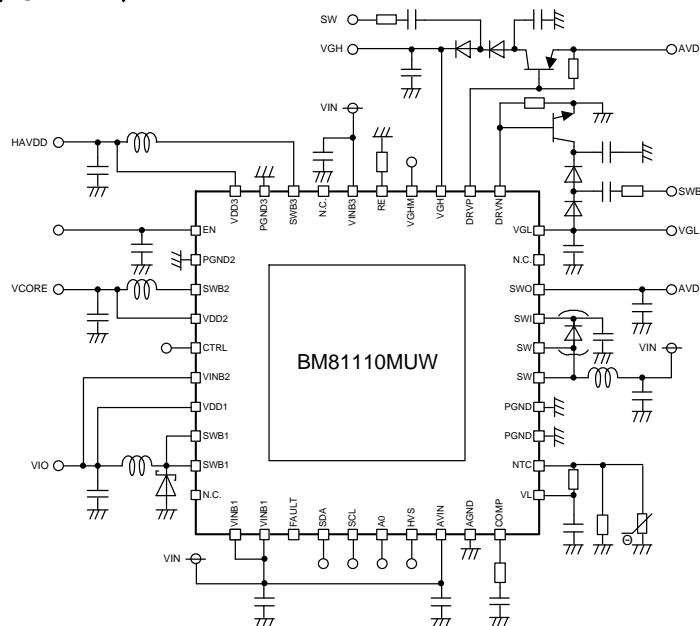 SW
VGH
AVD
VIN
HAVDD
SWB
VDD3
PGND3
SWB3
N.C.
VINB3
RE
VGHM
VGH
DRVP
DRVN
EN
VGL
VGL
PGND2
N.C.
VCORE
SWB2
SWO
AVD
VDD2
SWI
VIN
CTRL
SW
BM81110MUW
VINB2
SW
VDD1
PGND
SWB1
PGND
VIO
SWB1
NTC
N.C.
VL
VINB1
VINB1
FAULT
SDA
SCL
A0
HVS
AVIN
AGND
COMP
VIN
Θ